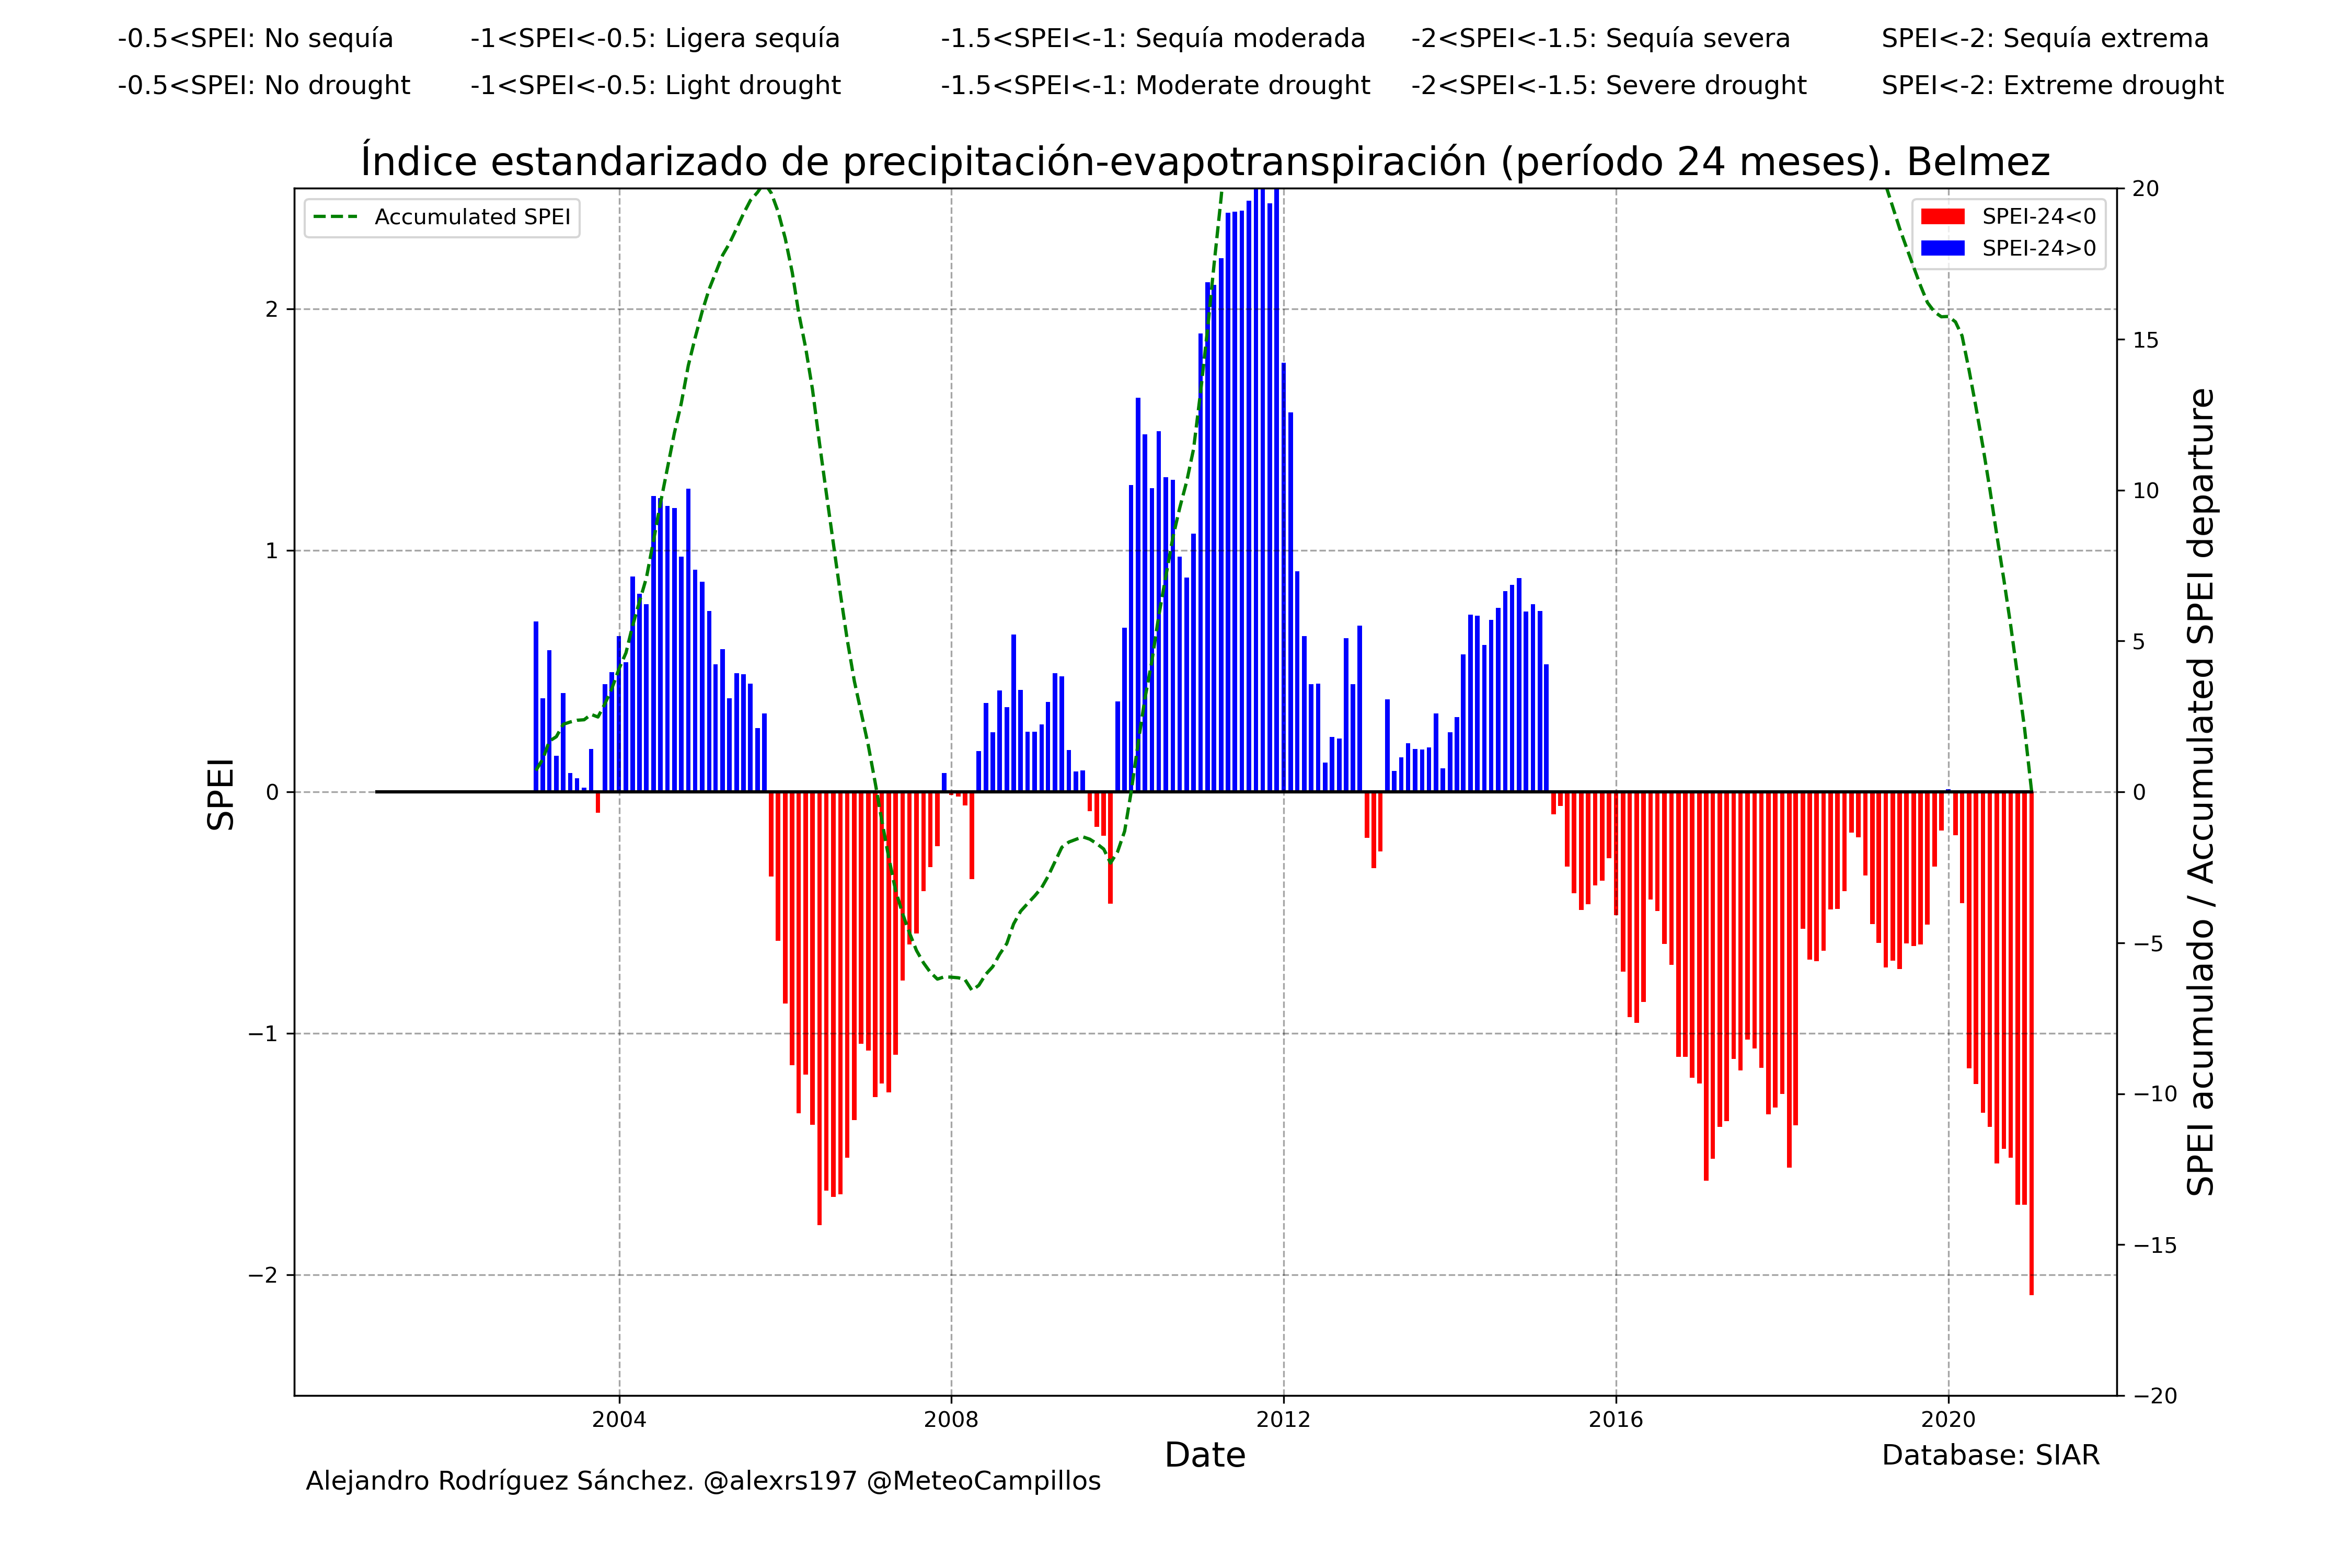 -0.5<SPEI: No sequía -1<SPEI<-0.5: Ligera sequía -1.5<SPEI<-1: Sequía moderada -2<SPEI<-1.5: Sequía severa SPEI<-2: Sequía extrema
-0.5<SPEI: No drought -1<SPEI<-0.5: Light drought -1.5<SPEI<-1: Moderate drought -2<SPEI<-1.5: Severe drought SPEI<-2: Extreme drought
Índice estandarizado de precipitación-evapotranspiración (período 24 meses). Belmez
Accumulated SPEI
SPEI-24<0
SPEI-24>0
SPEI
2
1
0
−1
−2
20
15
10
5
0
−5
−10
−15
−20
SPEI acumulado / Accumulated SPEI departure
2004 2008 2012 2016 2020
Date
Database: SIAR
Alejandro Rodríguez Sánchez. @alexrs197 @MeteoCampillos